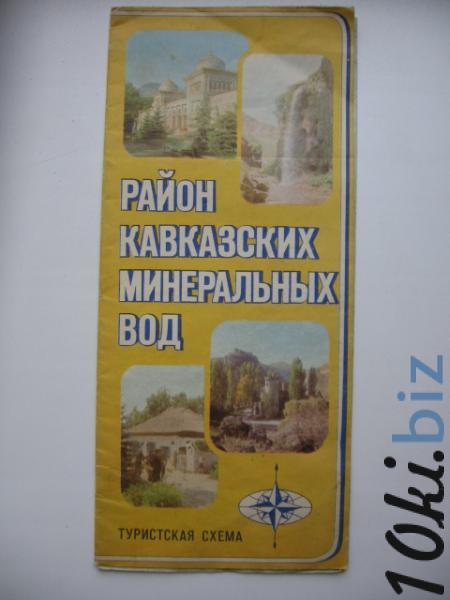 РАЙОН
КАВКАЗСКИХ
МИНЕРАЛЬНЫХ
ВОД
ТУРИСТСКАЯ СХЕМА
10ki.biz